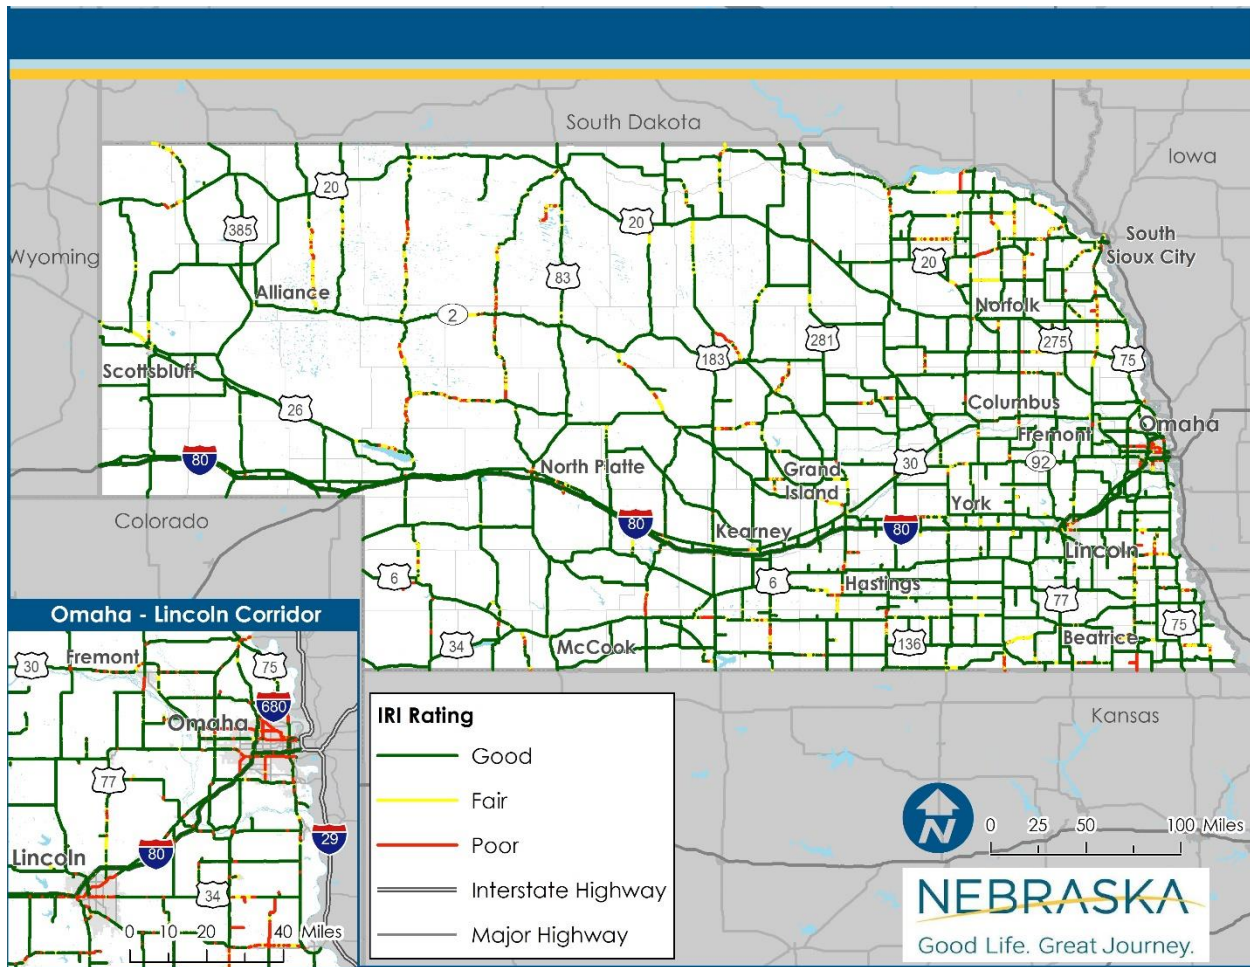 South Dakota
Iowa
Wyoming
20
385
20
20
South
Sioux City
83
Alliance
2
Norfolk
281
275
183
75
Scottsbluff
26
Columbus
Omaha
80
North Platte
Grand
Island
30
Fremont
92
York
Colorado
80
Kearney
80
Lincoln
6
6
Hastings
77
34
McCook
136
Beatrice
75
Kansas
Omaha - Lincoln Corridor
30
Fremont
75
680
Omaha
77
29
Lincoln
80
34
0 10 20 40 Miles
IRI Rating
Good
Fair
Poor
Interstate Highway
Major Highway
N
0 25 50 100 Miles
NEBRASKA
Good Life. Great Journey.